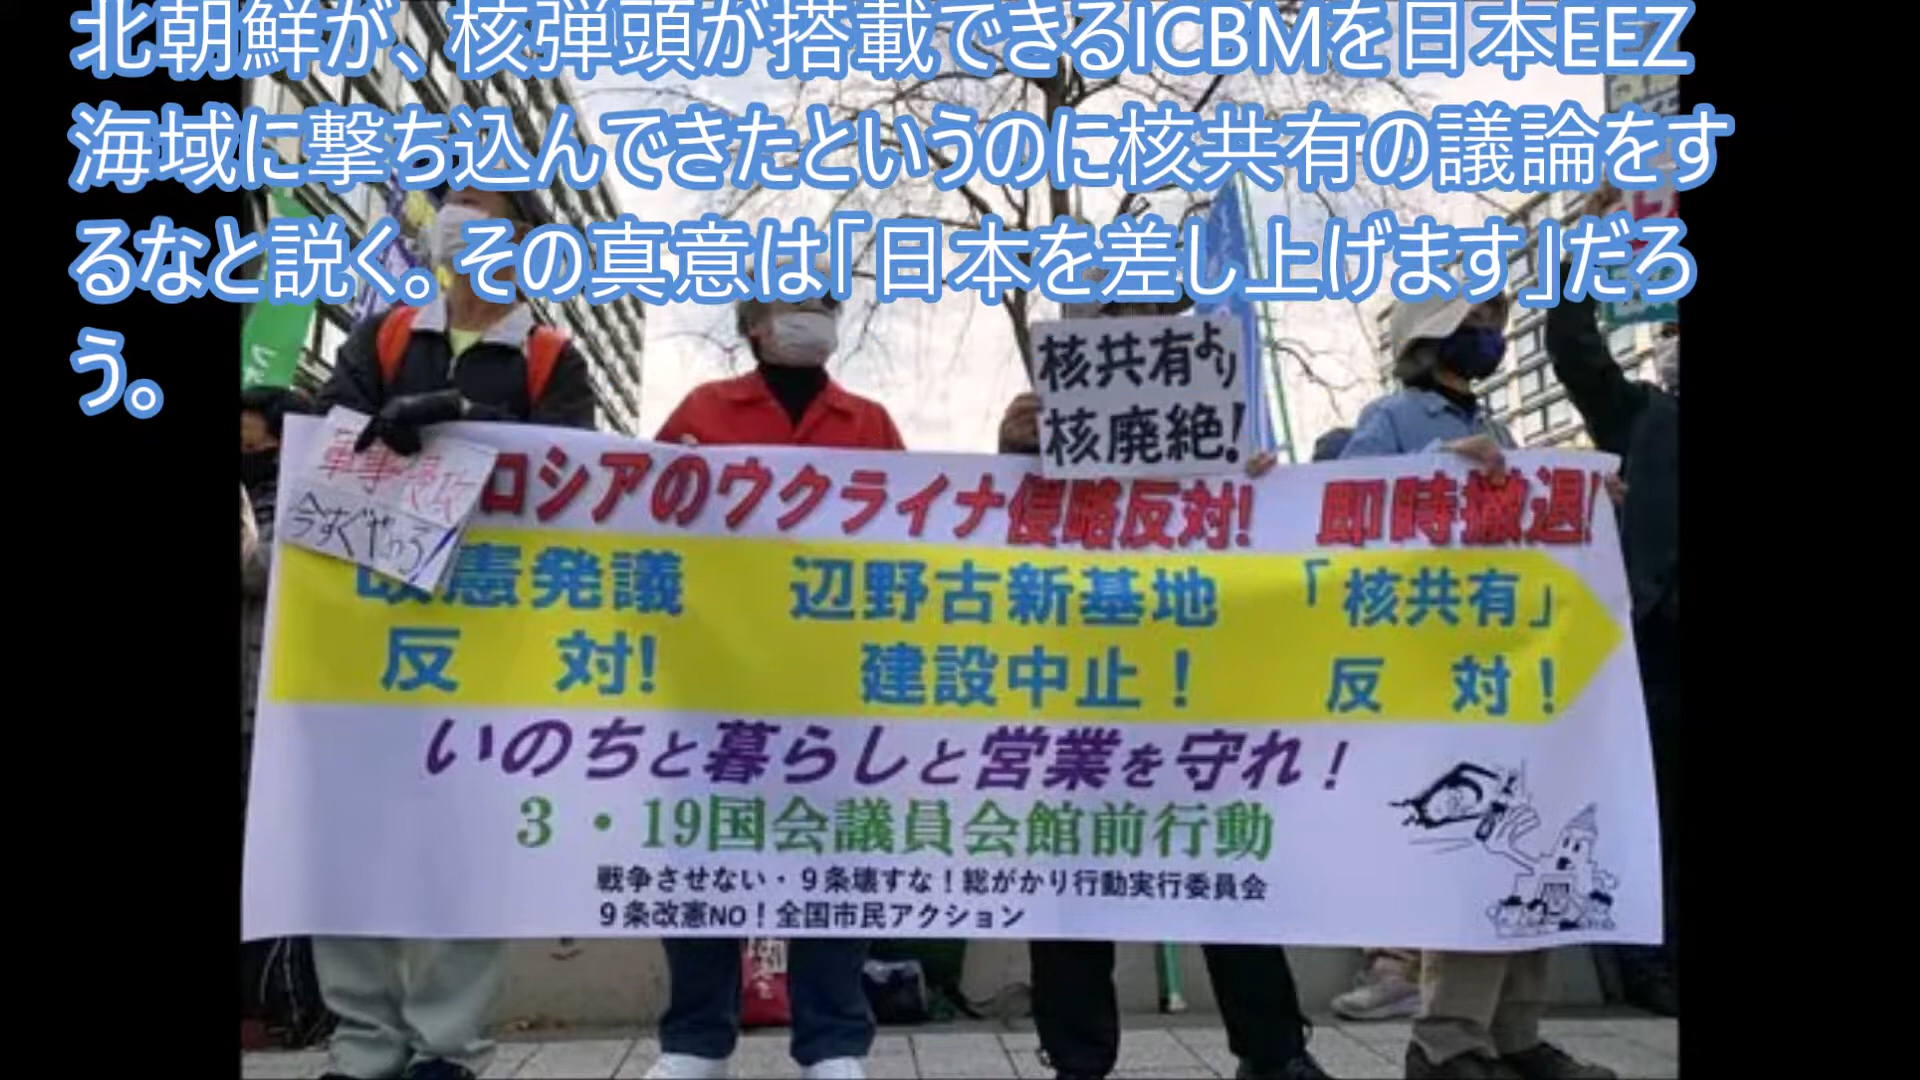 北朝鮮が、核弾頭が搭載できるICBMを日本EEZ
海域に撃ち込んできたというのに核共有の議論をす
るなと説く。その真意は「日本を差し上げます」だろ
う。
核共有より
核廃絶!
軍事侵攻
今すぐやめろ!
ロシアのウクライナ侵略反対! 即時撤退!
改憲発議 辺野古新基地 「核共有」
反 対! 建設中止! 反 対!
いのちと暮らしと営業を守れ!
3・19国会議員会館前行動
戦争させない・9条壊すな!総がかり行動実行委員会
9条改憲NO!全国市民アクション